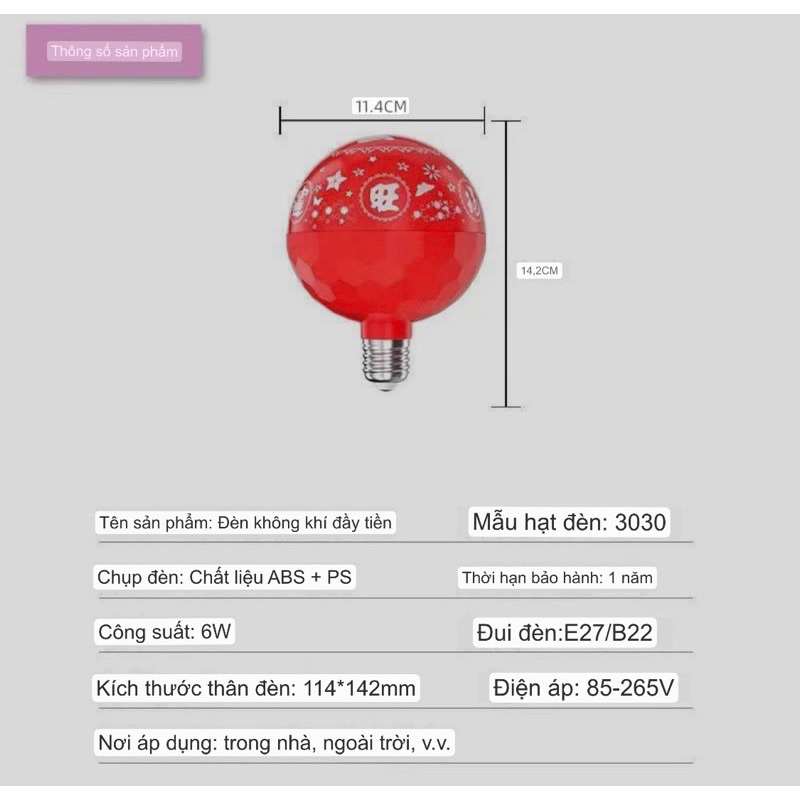 Thông số sản phẩm
11.4CM
旺
14,2CM
Tên sản phẩm: Đèn không khí đầy tiền
Mẫu hạt đèn: 3030
Chụp đèn: Chất liệu ABS + PS
Thời hạn bảo hành: 1 năm
Công suất: 6W
Đui đèn:E27/B22
Kích thước thân đèn: 114*142mm
Điện áp: 85-265V
Nơi áp dụng: trong nhà, ngoài trời, v.v.